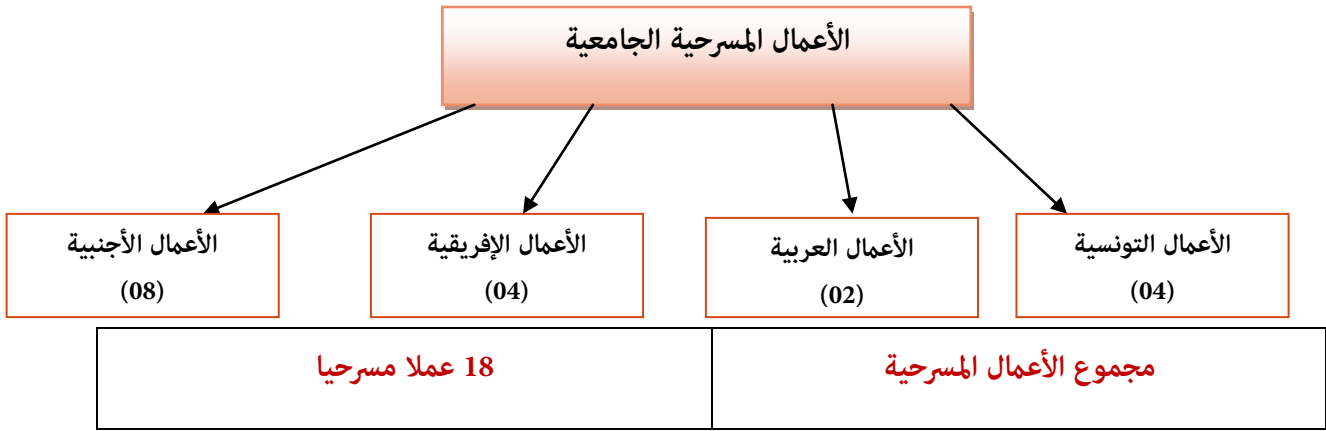 الأعمال المسرحية الجامعية
الأعمال التونسية
(04)
الأعمال العربية
(02)
الأعمال الإفريقية
(04)
الأعمال الأجنبية
(08)
مجموع الأعمال المسرحية
18 عملا مسرحيا